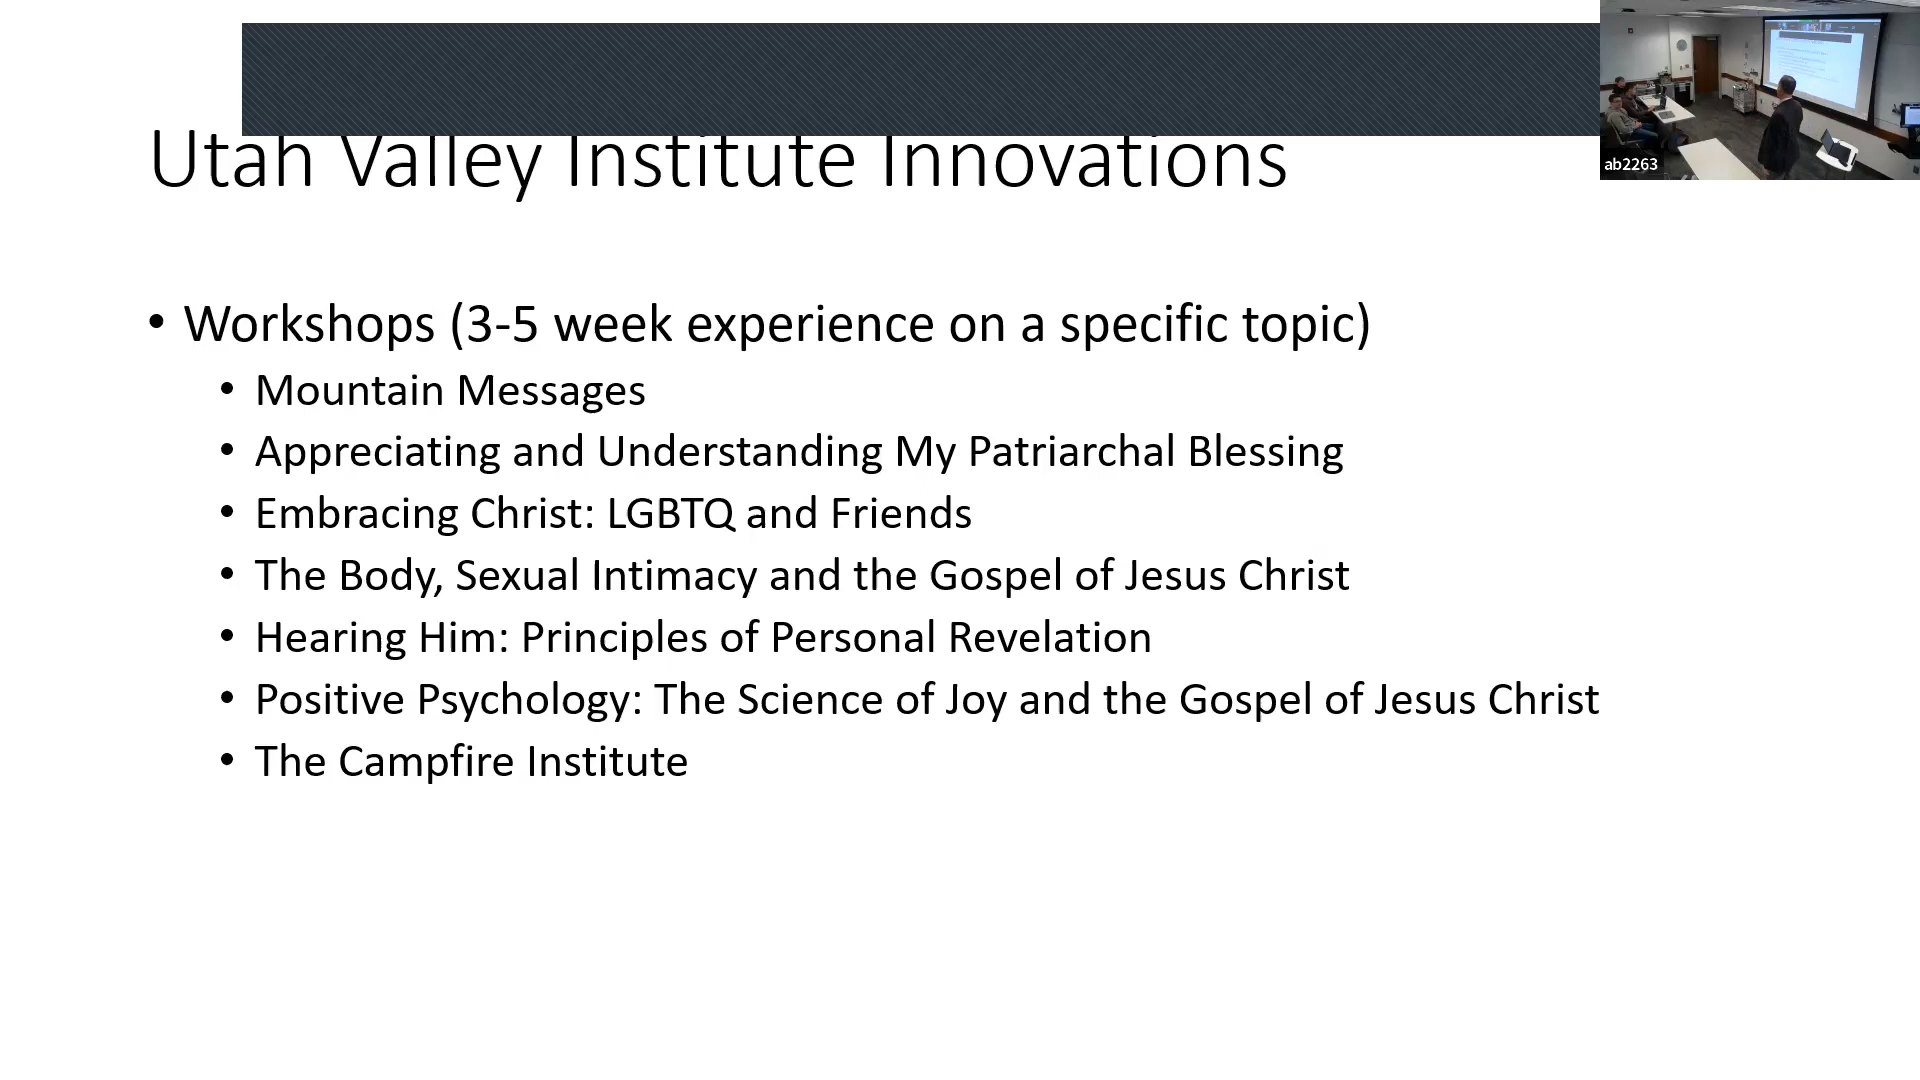 Utah Valley Institute Innovations
ab2263
• Workshops (3-5 week experience on a specific topic)
• Mountain Messages
• Appreciating and Understanding My Patriarchal Blessing
• Embracing Christ: LGBTQ and Friends
• The Body, Sexual Intimacy and the Gospel of Jesus Christ
• Hearing Him: Principles of Personal Revelation
• Positive Psychology: The Science of Joy and the Gospel of Jesus Christ
• The Campfire Institute